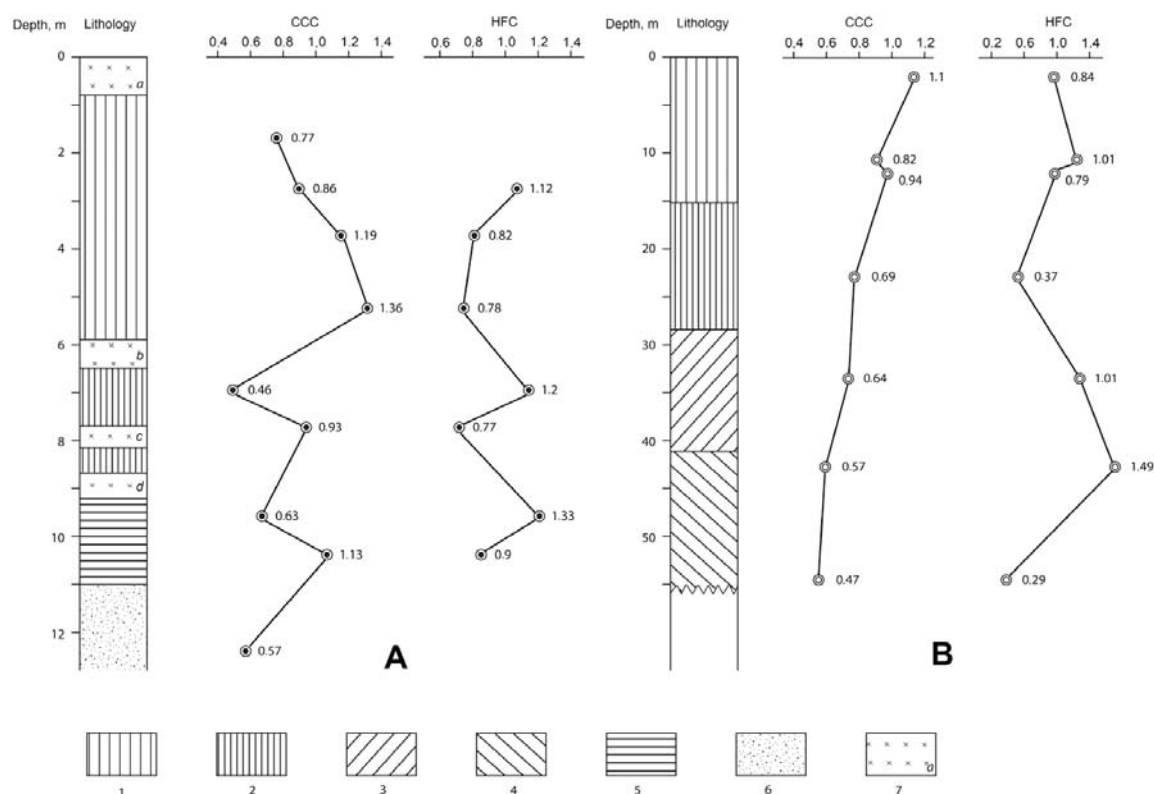 Depth, m Lithology CCC HFC
0.4 0.6 0.8 1.0 1.2 1.4 0.6 0.8 1.0 1.2 1.4
0
a
0.77
2
0.86 1.12
1.19 0.82
4
1.36 0.78
6
b
0.46 1.2
0.93 0.77
c
8
d
0.63 1.33
10
1.13 0.9
12
0.57
A
Depth, m Lithology CCC HFC
0.4 0.6 0.8 1.0 1.2 0.2 0.6 1.0 1.4
0
1.1 0.84
10
0.82 1.01
0.94 0.79
20
0.69 0.37
30
0.64 1.01
40
0.57 1.49
50
0.47 0.29
B
a
1 2 3 4 5 6 7